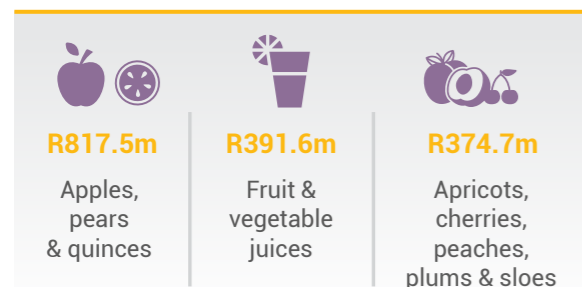 R817.5m
Apples,
pears
& quinces
R391.6m
Fruit &
vegetable
juices
R374.7m
Apricots,
cherries,
peaches,
plums & sloes